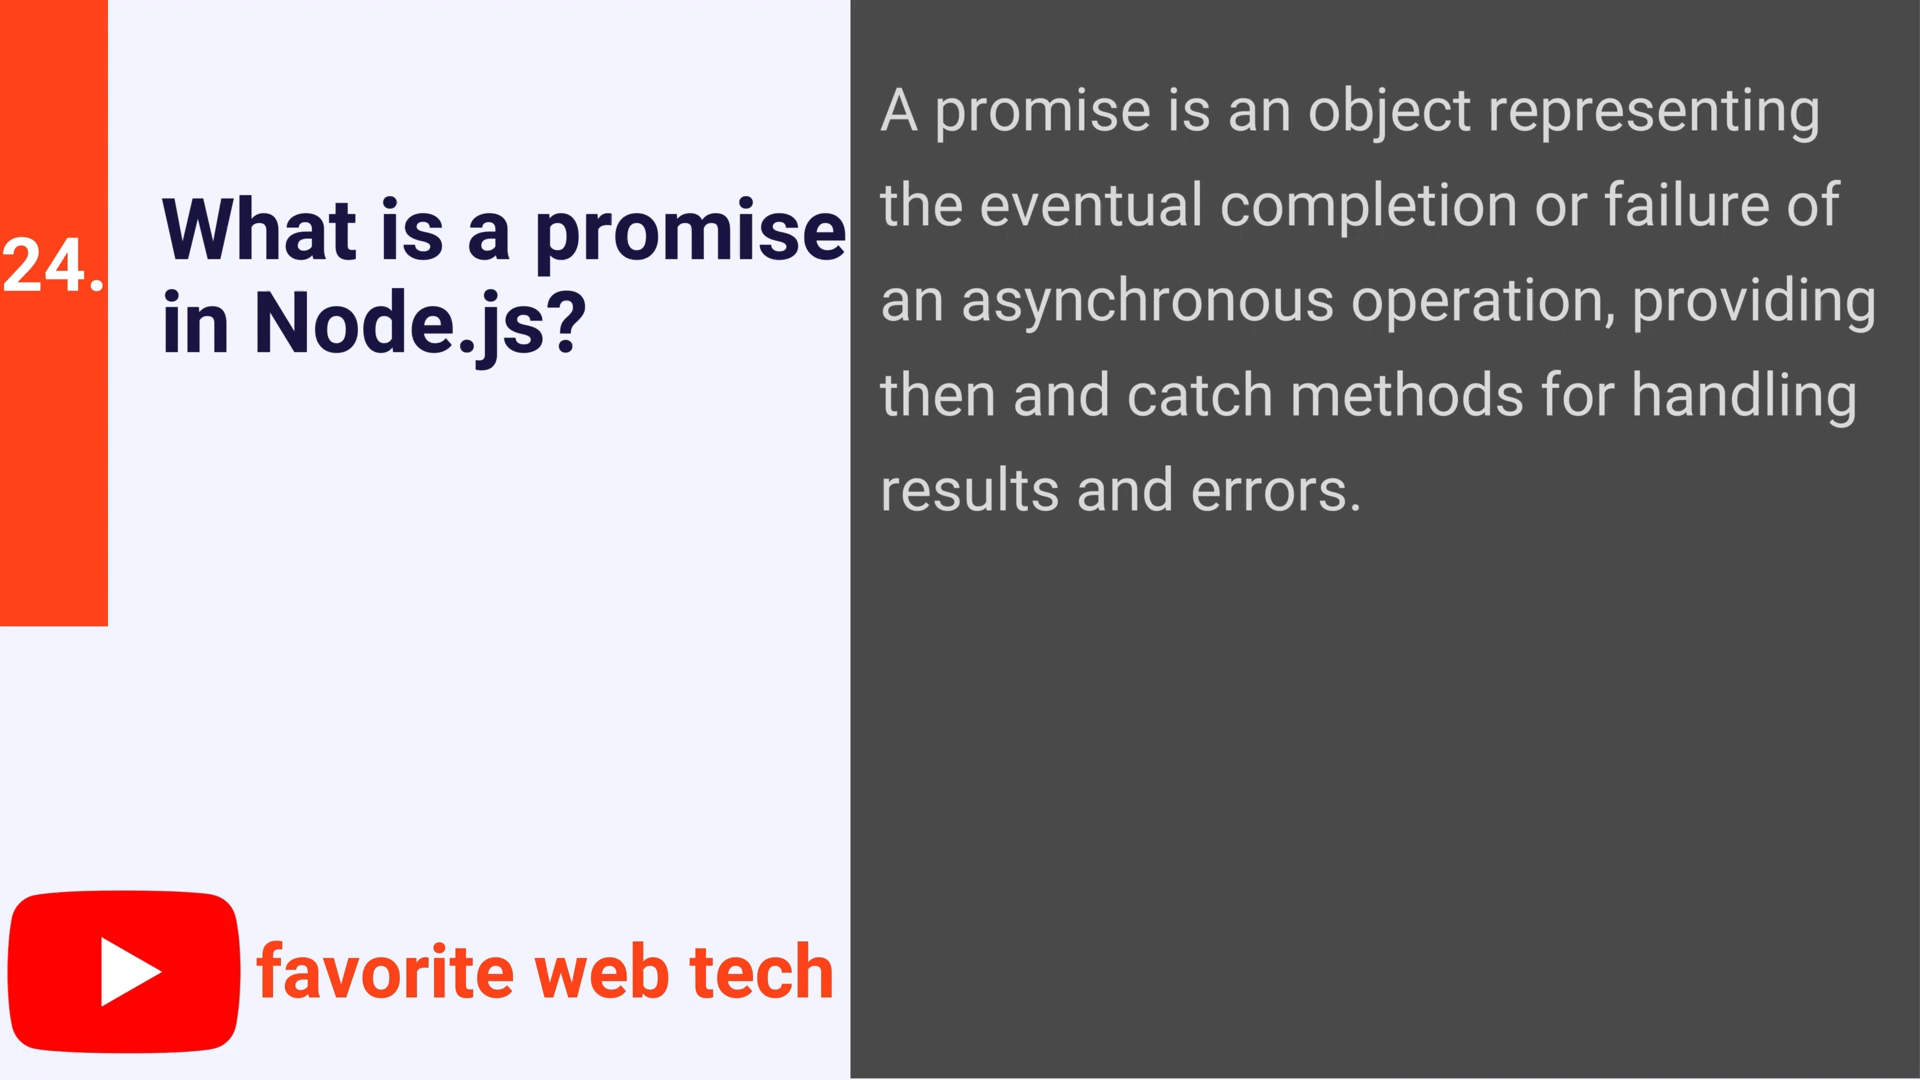 24.
What is a promise
in Node.js?
A promise is an object representing
the eventual completion or failure of
an asynchronous operation, providing
then and catch methods for handling
results and errors.
favorite web tech